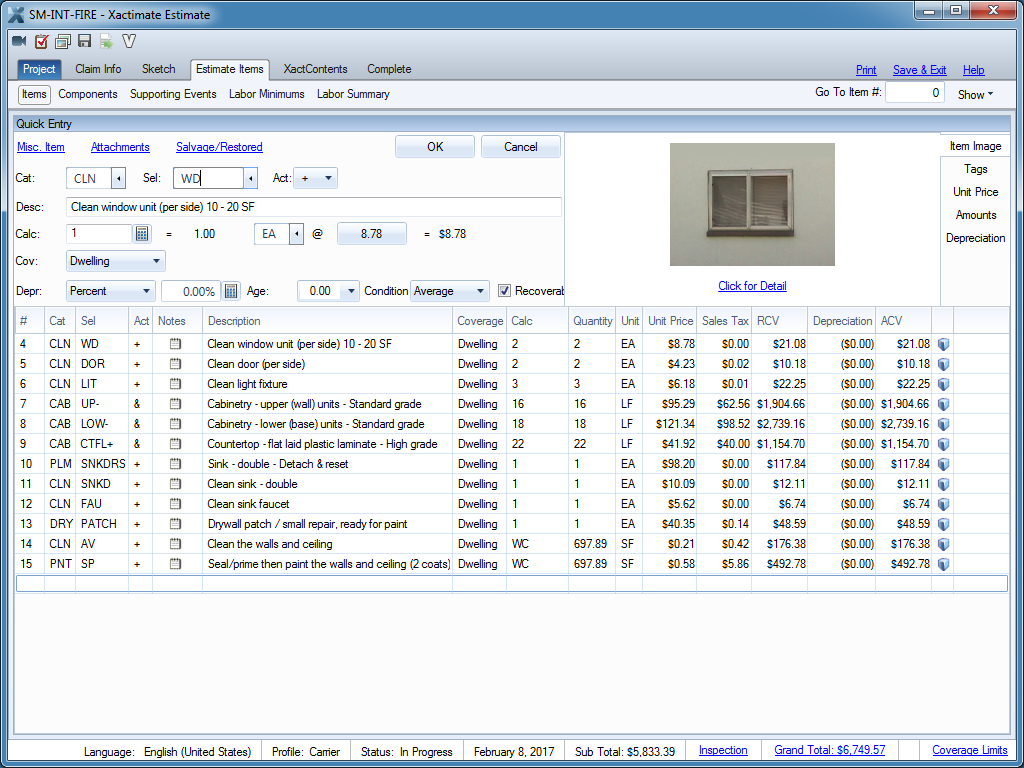 SM-INT-FIRE - Xactimate Estimate
Project Claim Info Sketch Estimate Items XactContents Complete Print Save & Exit Help
Items Components Supporting Events Labor Minimums Labor Summary Go To Item #: 0 Show
Quick Entry
Misc. Item Attachments Salvage/Restored OK Cancel
Item Image
Tags
Unit Price
Amounts
Depreciation
Cat: CLN Sel: WD Act: +
Desc: Clean window unit (per side) 10 - 20 SF
Calc: 1 = 1.00 EA @ 8.78 = $8.78
Cov: Dwelling
Depr: Percent 0.00% Age: 0.00 Condition Average Recoverab
Click for Detail
# Cat Sel Act Notes Description Coverage Calc Quantity Unit Unit Price Sales Tax RCV Depreciation ACV
4 CLN WD + Clean window unit (per side) 10 - 20 SF Dwelling 2 2 EA $8.78 $0.00 $21.08 ($0.00) $21.08
5 CLN DOR + Clean door (per side) Dwelling 2 2 EA $4.23 $0.02 $10.18 ($0.00) $10.18
6 CLN LIT + Clean light fixture Dwelling 3 3 EA $6.18 $0.01 $22.25 ($0.00) $22.25
7 CAB UP- & Cabinetry - upper (wall) units - Standard grade Dwelling 16 16 LF $95.29 $62.56 $1,904.66 ($0.00) $1,904.66
8 CAB LOW- & Cabinetry - lower (base) units - Standard grade Dwelling 18 18 LF $121.34 $98.52 $2,739.16 ($0.00) $2,739.16
9 CAB CTFL+ & Countertop - flat laid plastic laminate - High grade Dwelling 22 22 LF $41.92 $40.00 $1,154.70 ($0.00) $1,154.70
10 PLM SNKDRS + Sink - double - Detach & reset Dwelling 1 1 EA $98.20 $0.00 $117.84 ($0.00) $117.84
11 CLN SNKD + Clean sink - double Dwelling 1 1 EA $10.09 $0.00 $12.11 ($0.00) $12.11
12 CLN FAU + Clean sink faucet Dwelling 1 1 EA $5.62 $0.00 $6.74 ($0.00) $6.74
13 DRY PATCH + Drywall patch / small repair, ready for paint Dwelling 1 1 EA $40.35 $0.14 $48.59 ($0.00) $48.59
14 CLN AV + Clean the walls and ceiling Dwelling WC 697.89 SF $0.21 $0.42 $176.38 ($0.00) $176.38
15 PNT SP + Seal/prime then paint the walls and ceiling (2 coats) Dwelling WC 697.89 SF $0.58 $5.86 $492.78 ($0.00) $492.78
Language: English (United States) Profile: Carrier Status: In Progress February 8, 2017 Sub Total: $5,833.39 Inspection Grand Total: $6,749.57 Coverage Limits